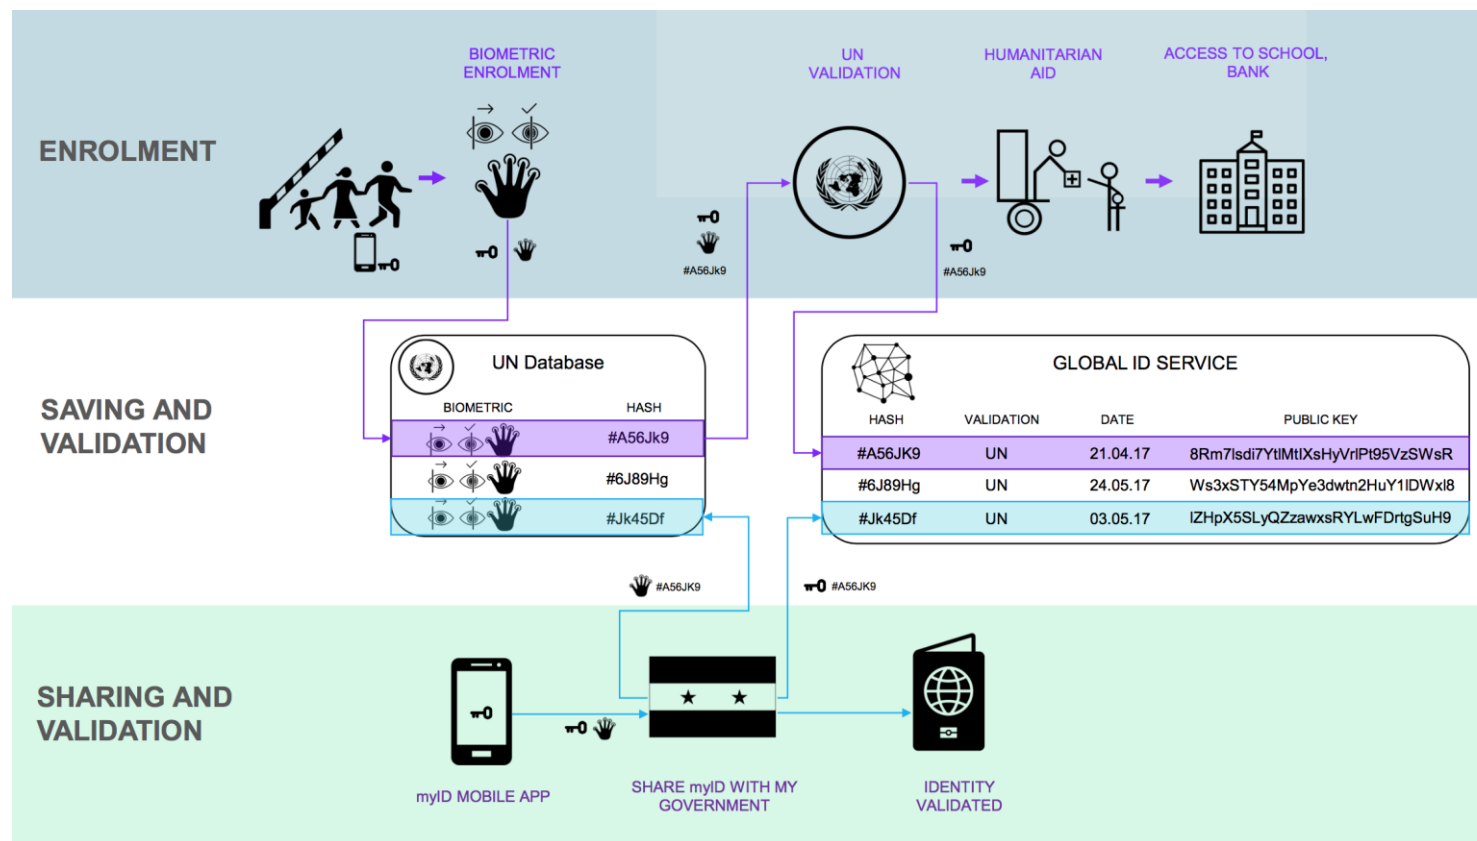 BIOMETRIC
ENROLMENT
UN
VALIDATION
HUMANITARIAN
AID
ACCESS TO SCHOOL,
BANK
ENROLMENT
#A56Jk9
#A56Jk9
SAVING AND
VALIDATION
UN Database
BIOMETRIC HASH
#A56Jk9
#6J89Hg
#Jk45Df
GLOBAL ID SERVICE
HASH VALIDATION DATE PUBLIC KEY
#A56JK9 UN 21.04.17 8Rm7lsdi7YtlMtIXsHyVrlPt95VzSWsR
#6J89Hg UN 24.05.17 Ws3xSTY54MpYe3dwtn2HuY1lDWxl8
#Jk45Df UN 03.05.17 IZHpX5SLyQZzawxsRYLwFDrtgSuH9
#A56JK9
#A56JK9
SHARING AND
VALIDATION
myID MOBILE APP
SHARE myID WITH MY
GOVERNMENT
IDENTITY
VALIDATED